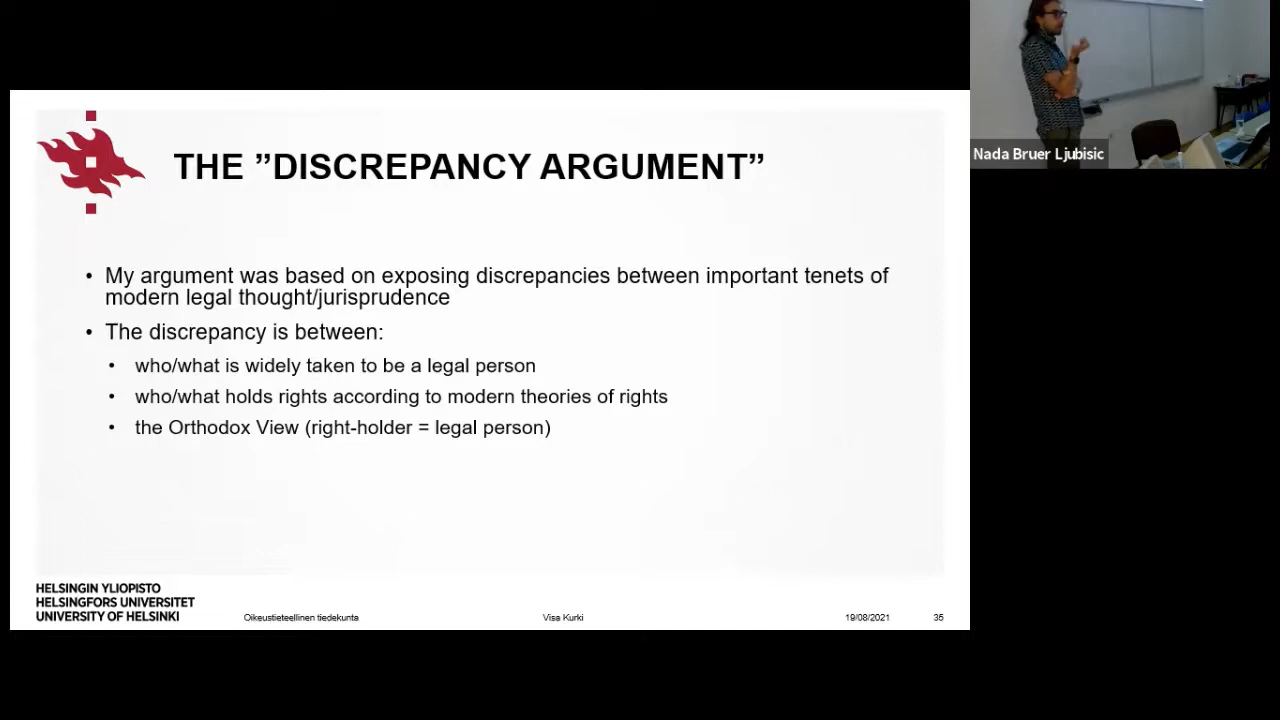 THE ”DISCREPANCY ARGUMENT”
• My argument was based on exposing discrepancies between important tenets of
modern legal thought/jurisprudence
• The discrepancy is between:
• who/what is widely taken to be a legal person
• who/what holds rights according to modern theories of rights
• the Orthodox View (right-holder = legal person)
HELSINGIN YLIOPISTO
HELSINGFORS UNIVERSITET
UNIVERSITY OF HELSINKI
Oikeustieteellinen tiedekunta
Visa Kurki
19/08/2021
35
Nada Bruer Ljubisic